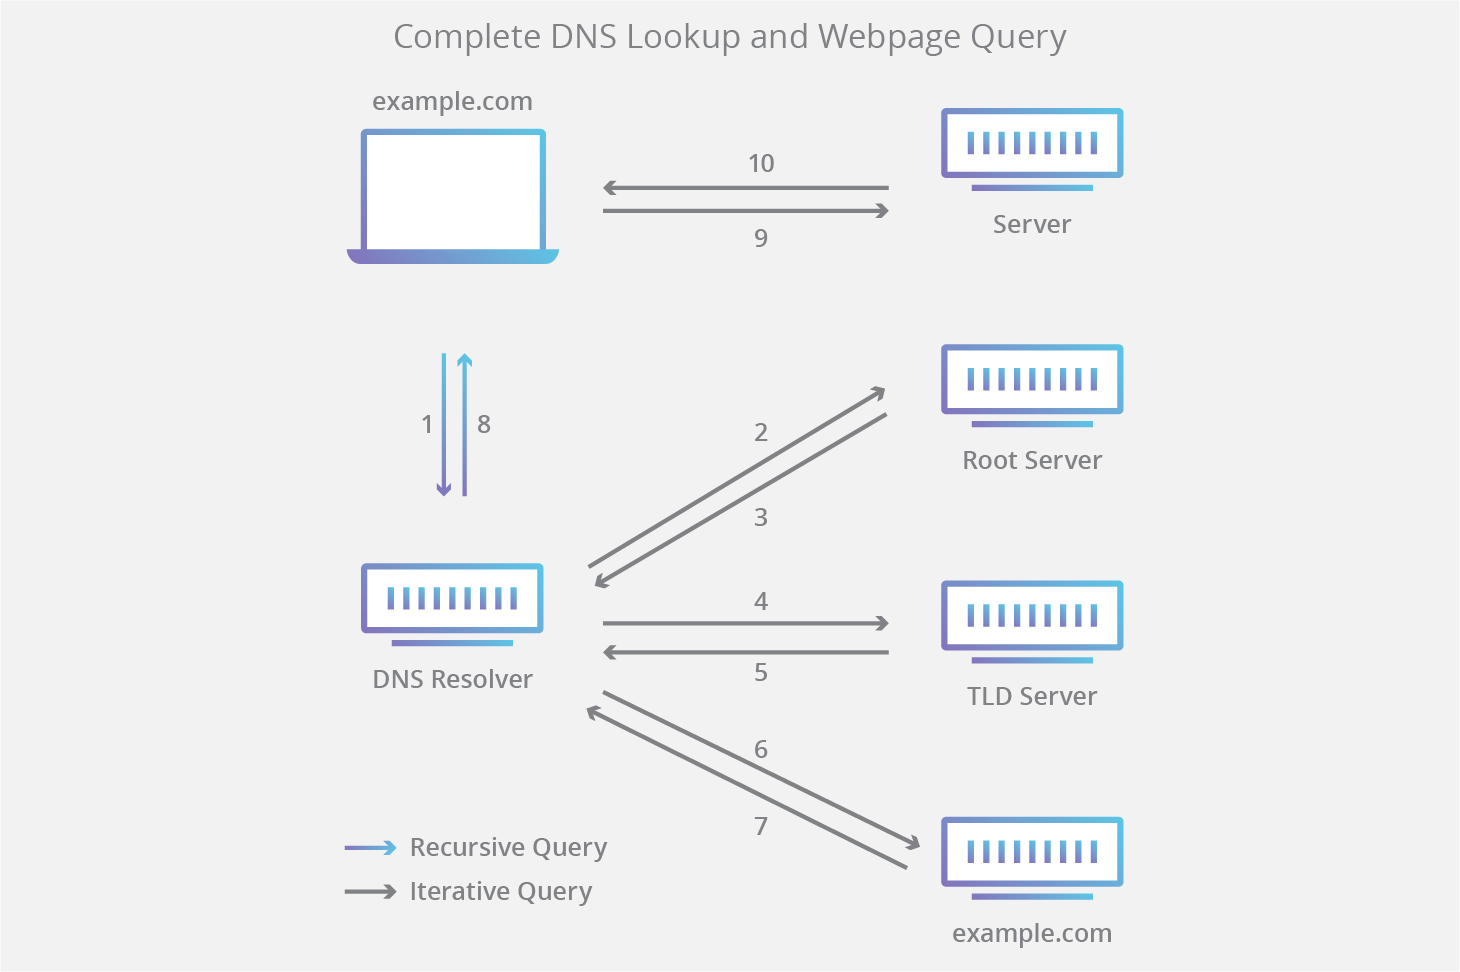 Complete DNS Lookup and Webpage Query
example.com
10
9
Server
1
8
2
3
Root Server
DNS Resolver
4
5
TLD Server
6
7
example.com
Recursive Query
Iterative Query